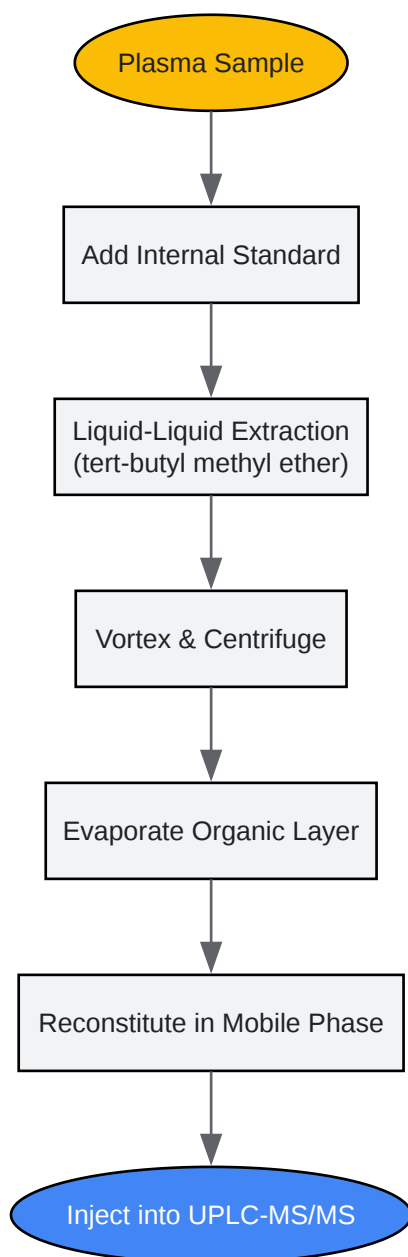 Plasma Sample
Add Internal Standard
Liquid-Liquid Extraction
(tert-butyl methyl ether)
Vortex & Centrifuge
Evaporate Organic Layer
Reconstitute in Mobile Phase
Inject into UPLC-MS/MS